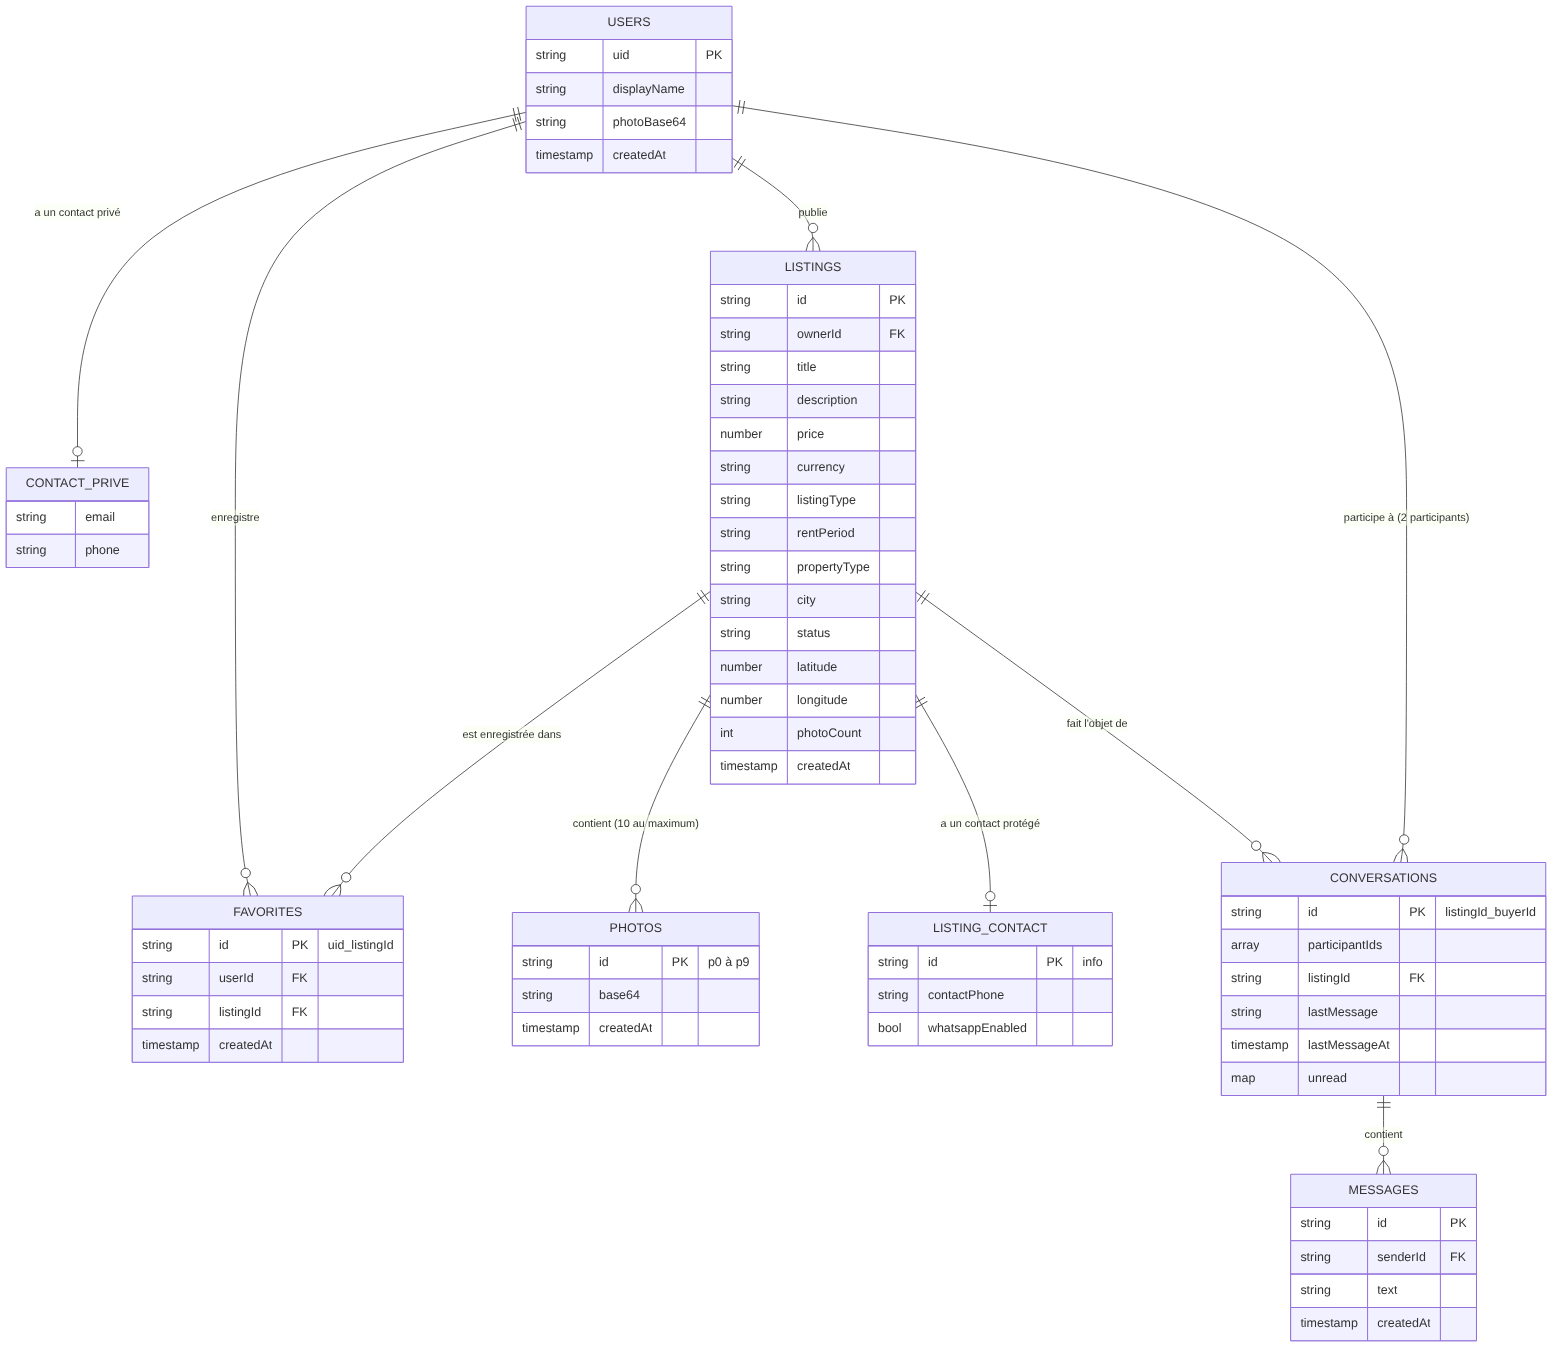 USERS
string uid PK
string displayName
string photoBase64
timestamp createdAt
a un contact privé
publie
LISTINGS
string id PK
string ownerId FK
string title
string description
number price
string currency
string listingType
string rentPeriod
string propertyType
string city
string status
number latitude
number longitude
int photoCount
timestamp createdAt
CONTACT_PRIVE
string email
string phone
enregistre
participe à (2 participants)
est enregistrée dans
fait l'objet de
contient (10 au maximum)
a un contact protégé
FAVORITES
string id PK uid_listingId
string userId FK
string listingId FK
timestamp createdAt
PHOTOS
string id PK p0 à p9
string base64
timestamp createdAt
LISTING_CONTACT
string id PK info
string contactPhone
bool whatsappEnabled
CONVERSATIONS
string id PK listingId_buyerId
array participantIds
string listingId FK
string lastMessage
timestamp lastMessageAt
map unread
contient
MESSAGES
string id PK
string senderId FK
string text
timestamp createdAt